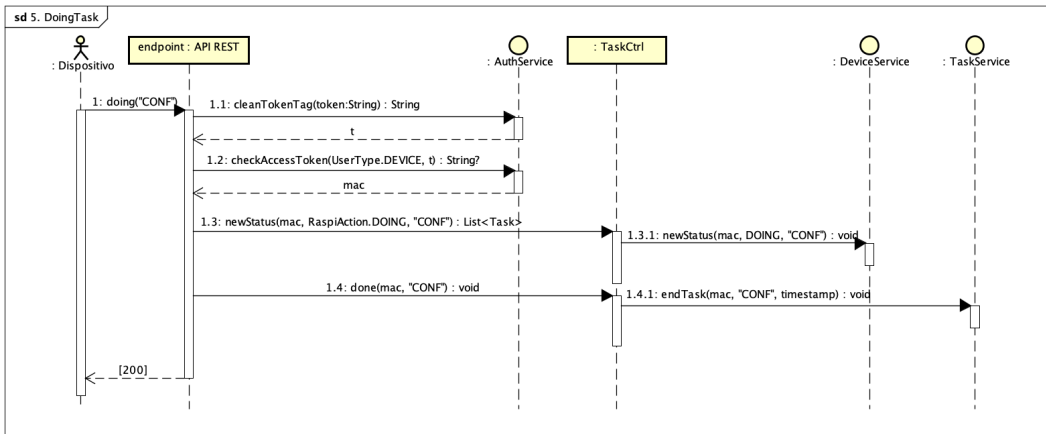 sd 5. DoingTask
: Dispositivo
endpoint : API REST
: AuthService
: TaskCtrl
: DeviceService
: TaskService
1: doing("CONF")
1.1: cleanTokenTag(token:String) : String
t
1.2: checkAccessToken(UserType.DEVICE, t) : String?
mac
1.3: newStatus(mac, RaspiAction.DOING, "CONF") : List<Task>
1.3.1: newStatus(mac, DOING, "CONF") : void
1.4: done(mac, "CONF") : void
1.4.1: endTask(mac, "CONF", timestamp) : void
[200]